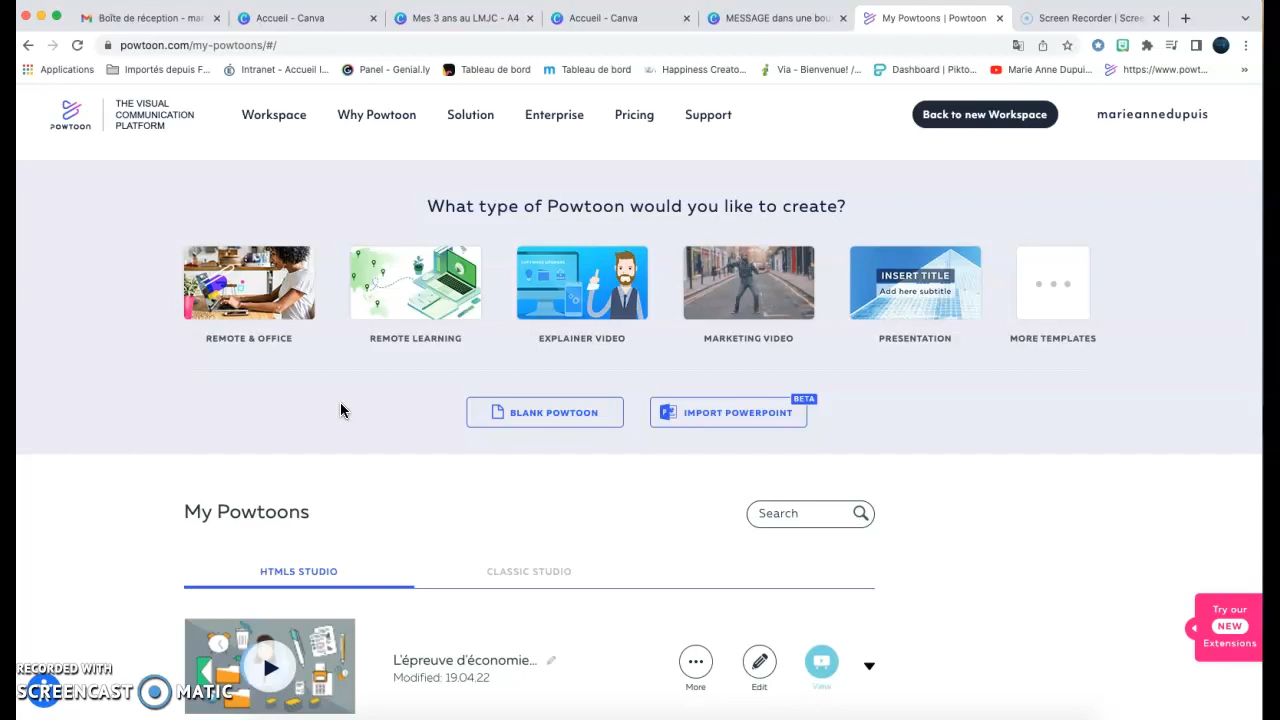 Boîte de réception - mai
Accueil - Canva
Mes 3 ans au LMJC - A4
Accueil - Canva
MESSAGE dans une bou
My Powtoons | Powtoon
Screen Recorder | Scree
powtoon.com/my-powtoons/#/
Applications
Importés depuis F...
Intranet - Accueil I...
Panel - Genial.ly
Tableau de bord
Tableau de bord
Happiness Creato...
Via - Bienvenue! /...
Dashboard | Pikto...
Marie Anne Dupui...
https://www.powt...
POWTOON
THE VISUAL
COMMUNICATION
PLATFORM
Workspace
Why Powtoon
Solution
Enterprise
Pricing
Support
Back to new Workspace
marieannedupuis
What type of Powtoon would you like to create?
INSERT TITLE
Add here subtitle
REMOTE & OFFICE
REMOTE LEARNING
EXPLAINER VIDEO
MARKETING VIDEO
PRESENTATION
MORE TEMPLATES
BLANK POWTOON
IMPORT POWERPOINT
BETA
My Powtoons
Search
HTML5 STUDIO
CLASSIC STUDIO
L'épreuve d'économie...
Modified: 19.04.22
More
Edit
View
Try our
NEW
Extensions
RECORDED WITH
SCREENCAST MATIC